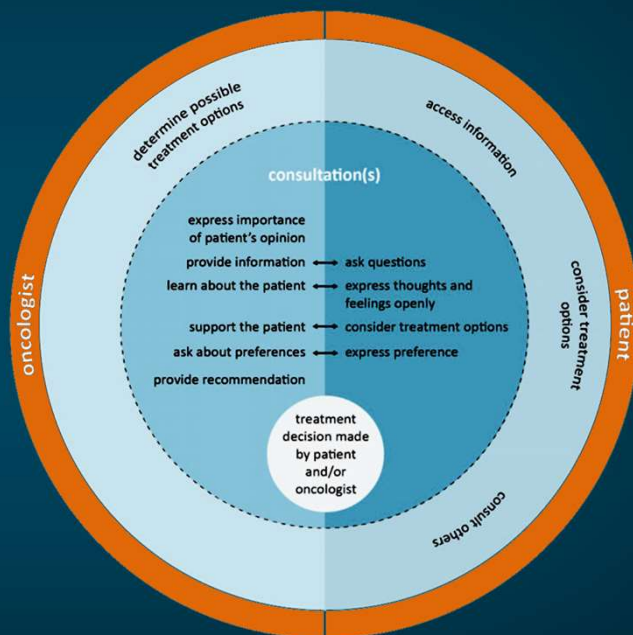 determine possible
treatment options
access information
consultation(s)
express importance
of patient's opinion
provide information
ask questions
learn about the patient
express thoughts and
feelings openly
support the patient
consider treatment options
ask about preferences
express preference
provide recommendation
treatment
decision made
by patient
and/or
oncologist
oncologist
consider treatment
options
patient
consult others